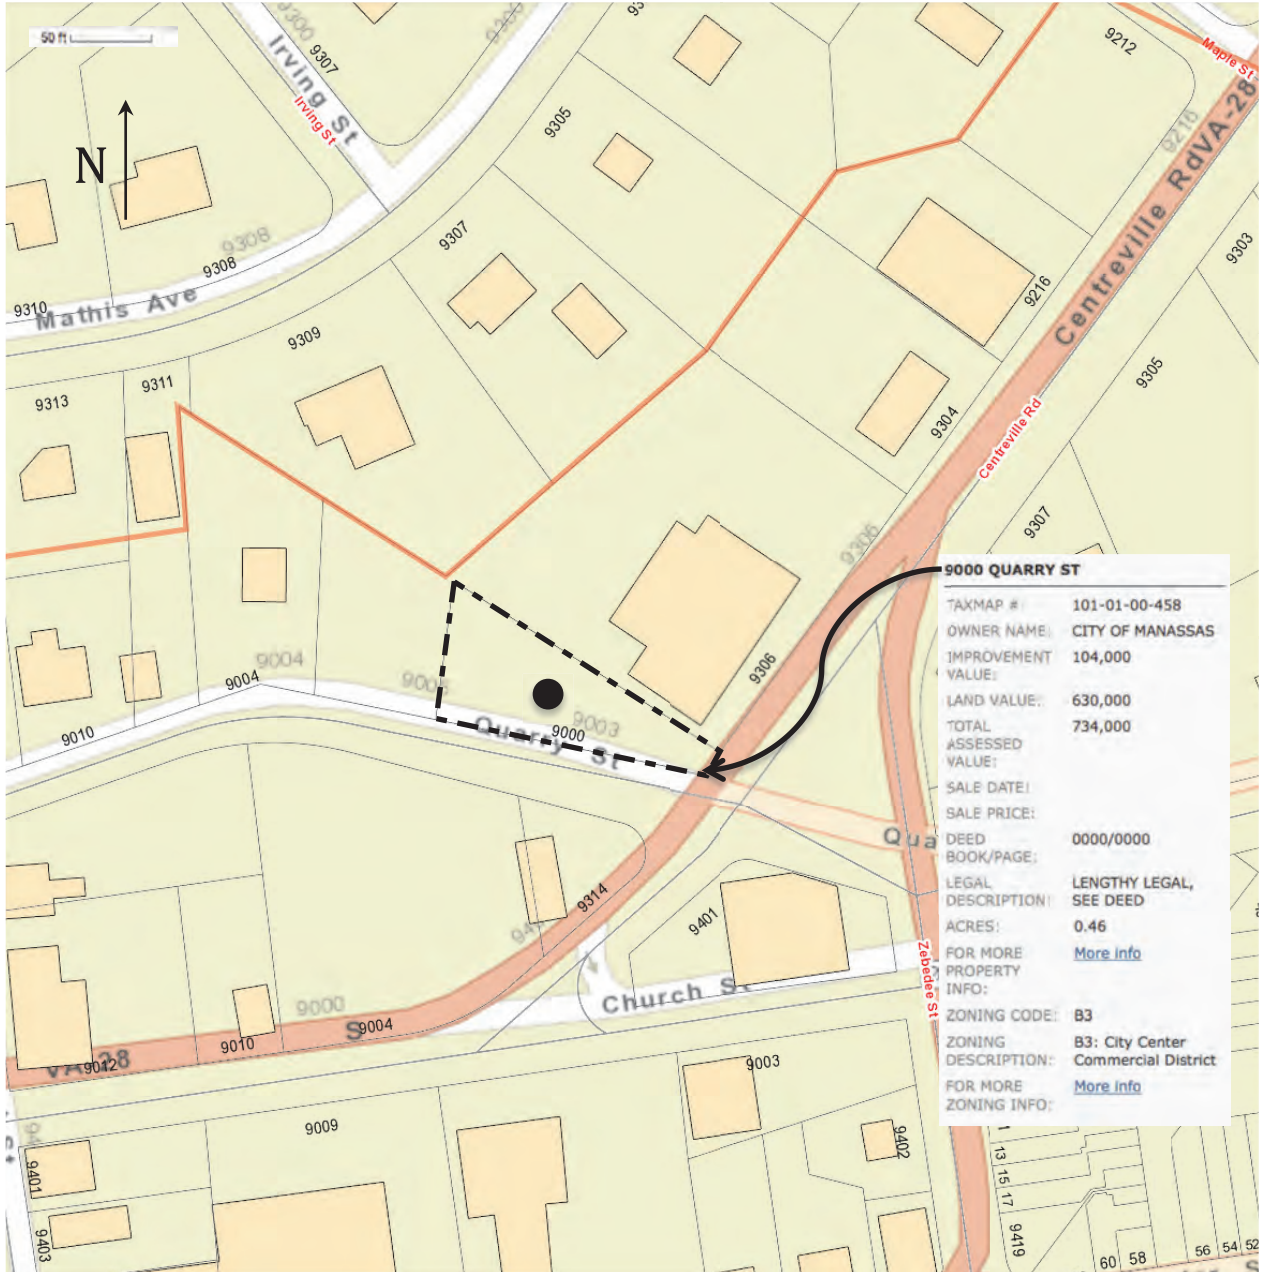 50 ft
N
9300
9307
Irving St
Irving St
9305
9212
Maple St
9216
Centreville Rd
VA-28
9303
9308
9308
9307
9310
Mathis Ave
9309
9216
9305
9311
9313
9304
Centreville Rd
9307
9306
9306
9004
9004
9003
9000
Quarry St
9010
Qua
9314
9401
9000
Church St
Zebedee St
S
9004
9010
VA-28
9012
9003
9009
9402
9401
9403
13
15
17
9419
60
58
56
54
52
9000 QUARRY ST
TAXMAP #: 101-01-00-458
OWNER NAME: CITY OF MANASSAS
IMPROVEMENT 104,000
VALUE:
LAND VALUE: 630,000
TOTAL 734,000
ASSESSED
VALUE:
SALE DATE:
SALE PRICE:
DEED 0000/0000
BOOK/PAGE:
LEGAL LENGTHY LEGAL,
DESCRIPTION: SEE DEED
ACRES: 0.46
FOR MORE More info
PROPERTY
INFO:
ZONING CODE: B3
ZONING B3: City Center
DESCRIPTION: Commercial District
FOR MORE More info
ZONING INFO: